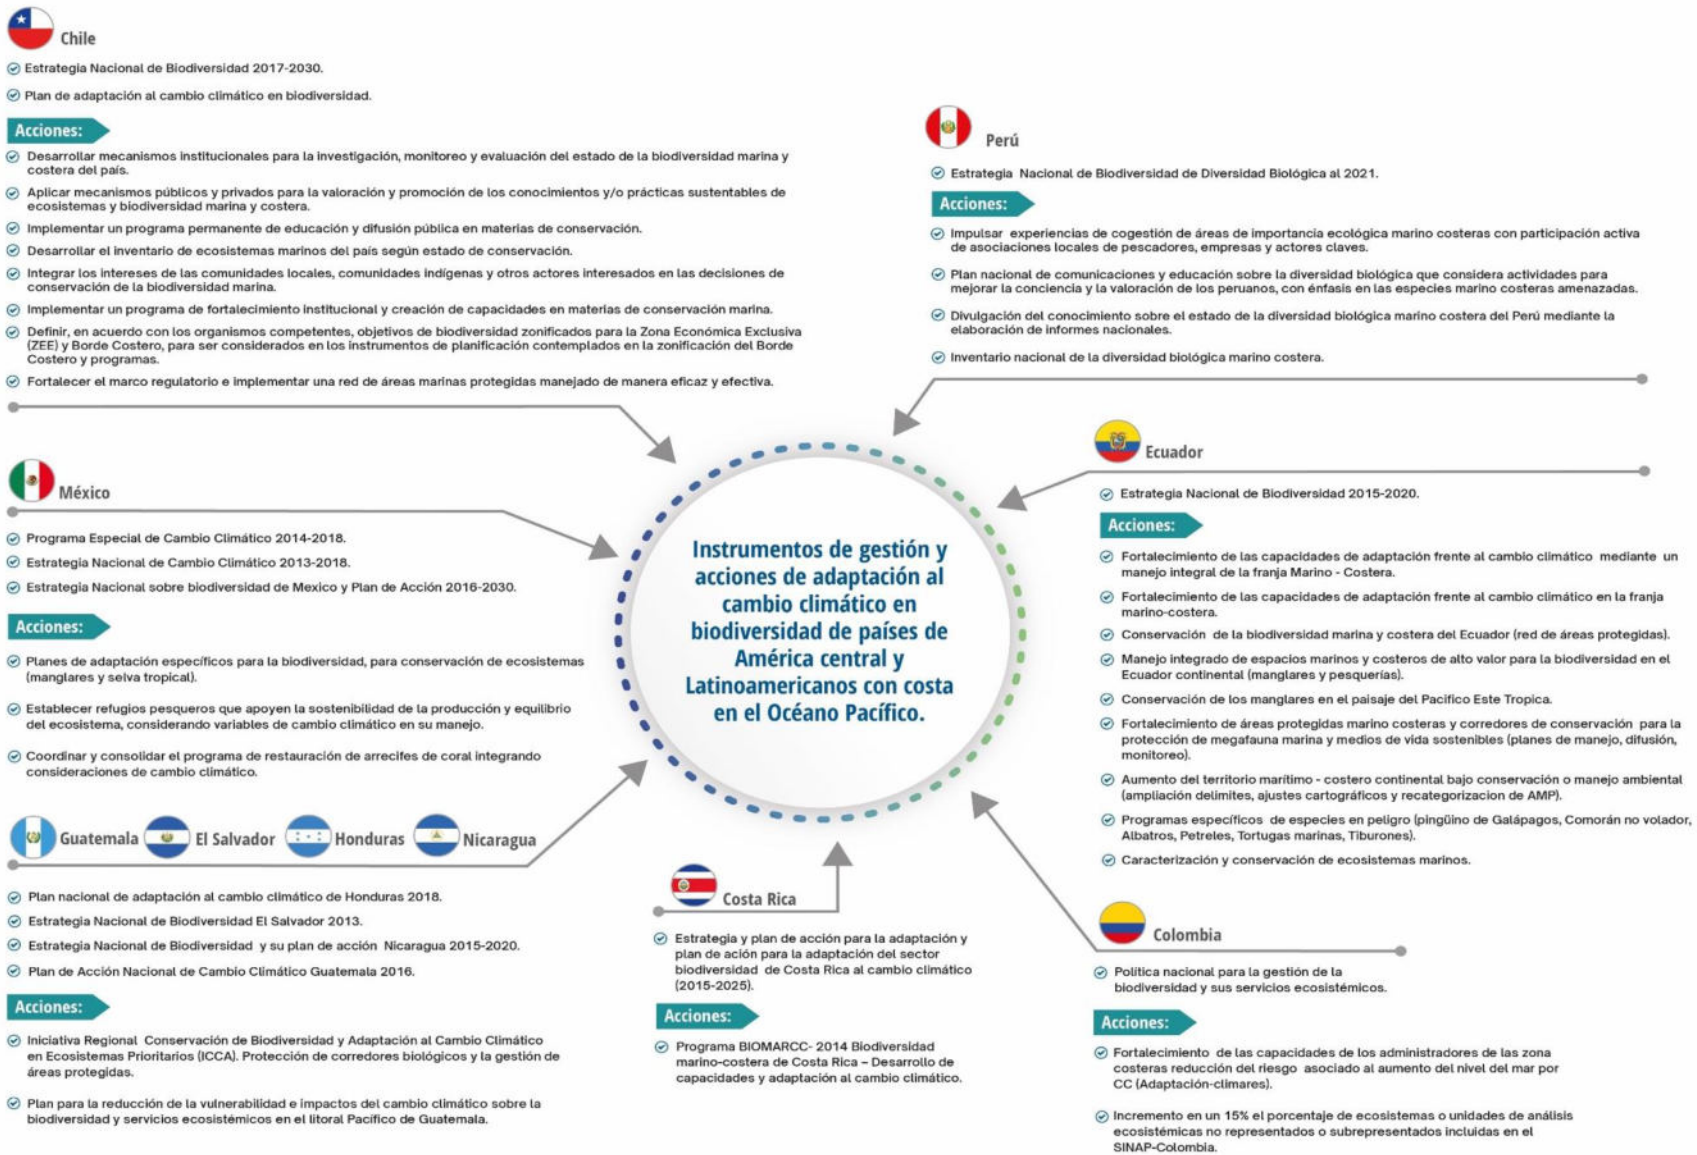 Chile
Estrategia Nacional de Biodiversidad 2017-2030.
Plan de adaptación al cambio climático en biodiversidad.
Acciones:
Desarrollar mecanismos institucionales para la investigación, monitoreo y evaluación del estado de la biodiversidad marina y
costera del país.
Aplicar mecanismos públicos y privados para la valoración y promoción de los conocimientos y/o prácticas sustentables de
ecosistemas y biodiversidad marina y costera.
Implementar un programa permanente de educación y difusión pública en materias de conservación.
Desarrollar el inventario de ecosistemas marinos del país según estado de conservación.
Integrar los intereses de las comunidades locales, comunidades indígenas y otros actores interesados en las decisiones de
conservación de la biodiversidad marina.
Implementar un programa de fortalecimiento institucional y creación de capacidades en materias de conservación marina.
Definir, en acuerdo con los organismos competentes, objetivos de biodiversidad zonificados para la Zona Económica Exclusiva
(ZEE) y Borde Costero, para ser considerados en los instrumentos de planificación contemplados en la zonificación del Borde
Costero y programas.
Fortalecer el marco regulatorio e implementar una red de áreas marinas protegidas manejado de manera eficaz y efectiva.
Perú
Estrategia Nacional de Biodiversidad de Diversidad Biológica al 2021.
Acciones:
Impulsar experiencias de cogestión de áreas de importancia ecológica marino costeras con participación activa
de asociaciones locales de pescadores, empresas y actores claves.
Plan nacional de comunicaciones y educación sobre la diversidad biológica que considera actividades para
mejorar la conciencia y la valoración de los peruanos, con énfasis en las especies marino costeras amenazadas.
Divulgación del conocimiento sobre el estado de la diversidad biológica marino costera del Perú mediante la
elaboración de informes nacionales.
Inventario nacional de la diversidad biológica marino costera.
México
Programa Especial de Cambio Climático 2014-2018.
Estrategia Nacional de Cambio Climático 2013-2018.
Estrategia Nacional sobre biodiversidad de Mexico y Plan de Acción 2016-2030.
Acciones:
Planes de adaptación específicos para la biodiversidad, para conservación de ecosistemas
(manglares y selva tropical).
Establecer refugios pesqueros que apoyen la sostenibilidad de la producción y equilibrio
del ecosistema, considerando variables de cambio climático en su manejo.
Coordinar y consolidar el programa de restauración de arrecifes de coral integrando
consideraciones de cambio climático.
Instrumentos de gestión y
acciones de adaptación al
cambio climático en
biodiversidad de países de
América central y
Latinoamericanos con costa
en el Océano Pacífico.
Ecuador
Estrategia Nacional de Biodiversidad 2015-2020.
Acciones:
Fortalecimiento de las capacidades de adaptación frente al cambio climático mediante un
manejo integral de la franja Marino - Costera.
Fortalecimiento de las capacidades de adaptación frente al cambio climático en la franja
marino-costera.
Conservación de la biodiversidad marina y costera del Ecuador (red de áreas protegidas).
Manejo integrado de espacios marinos y costeros de alto valor para la biodiversidad en el
Ecuador continental (manglares y pesquerías).
Conservación de los manglares en el paisaje del Pacifico Este Tropica.
Fortalecimiento de áreas protegidas marino costeras y corredores de conservación para la
protección de megafauna marina y medios de vida sostenibles (planes de manejo, difusión,
monitoreo).
Aumento del territorio marítimo - costero continental bajo conservación o manejo ambiental
(ampliación delimites, ajustes cartográficos y recategorizacion de AMP).
Programas específicos de especies en peligro (pingüino de Galápagos, Comorán no volador,
Albatros, Petreles, Tortugas marinas, Tiburones).
Caracterización y conservación de ecosistemas marinos.
Guatemala El Salvador Honduras Nicaragua
Plan nacional de adaptación al cambio climático de Honduras 2018.
Estrategia Nacional de Biodiversidad El Salvador 2013.
Estrategia Nacional de Biodiversidad y su plan de acción Nicaragua 2015-2020.
Plan de Acción Nacional de Cambio Climático Guatemala 2016.
Acciones:
Iniciativa Regional Conservación de Biodiversidad y Adaptación al Cambio Climático
en Ecosistemas Prioritarios (ICCA). Protección de corredores biológicos y la gestión de
áreas protegidas.
Plan para la reducción de la vulnerabilidad e impactos del cambio climático sobre la
biodiversidad y servicios ecosistémicos en el litoral Pacífico de Guatemala.
Costa Rica
Estrategia y plan de acción para la adaptación y
plan de ación para la adaptación del sector
biodiversidad de Costa Rica al cambio climático
(2015-2025).
Acciones:
Programa BIOMARCC- 2014 Biodiversidad
marino-costera de Costa Rica – Desarrollo de
capacidades y adaptación al cambio climático.
Colombia
Política nacional para la gestión de la
biodiversidad y sus servicios ecosistémicos.
Acciones:
Fortalecimiento de las capacidades de los administradores de las zona
costeras reducción del riesgo asociado al aumento del nivel del mar por
CC (Adaptación-climares).
Incremento en un 15% el porcentaje de ecosistemas o unidades de análisis
ecosistémicas no representados o subrepresentados incluidas en el
SINAP-Colombia.